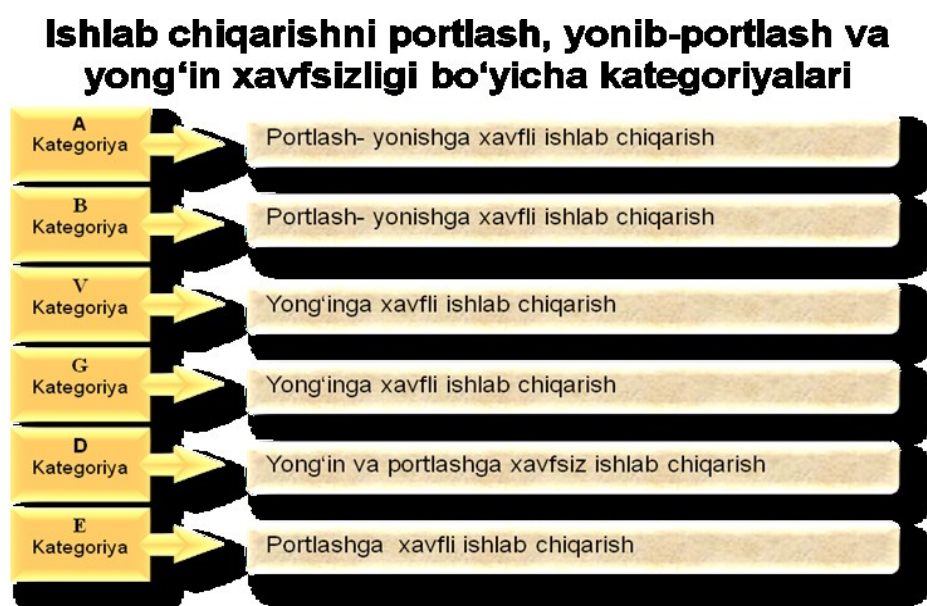 Ishlab chiqarishni portlash, yonib-portlash va
yong‘in xavfsizligi bo‘yicha kategoriyalari
A
Kategoriya
Portlash- yonishga xavfli ishlab chiqarish
B
Kategoriya
Portlash- yonishga xavfli ishlab chiqarish
V
Kategoriya
Yong‘inga xavfli ishlab chiqarish
G
Kategoriya
Yong‘inga xavfli ishlab chiqarish
D
Kategoriya
Yong‘in va portlashga xavfsiz ishlab chiqarish
E
Kategoriya
Portlashga xavfli ishlab chiqarish